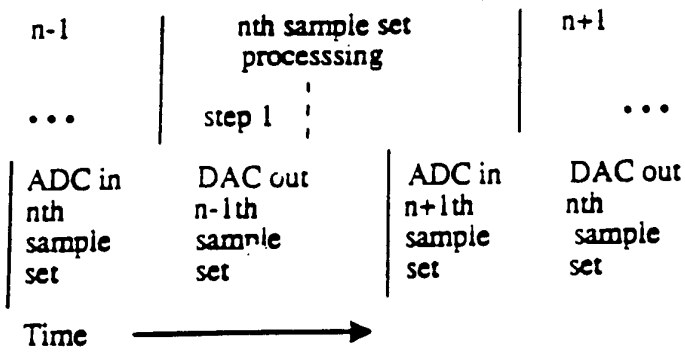 n-1 nth sample set n+1
processsing
... step 1 ...
ADC in DAC out ADC in DAC out
nth n-1th n+1th nth
sample sample sample sample
set set set set
Time